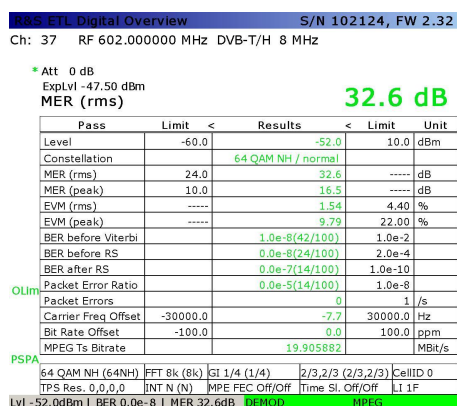 R&S ETL Digital Overview S/N 102124, FW 2.32
Ch: 37 RF 602.000000 MHz DVB-T/H 8 MHz
* Att 0 dB
ExpLvl -47.50 dBm
MER (rms) 32.6 dB
Pass Limit < Results < Limit Unit
Level -60.0 -52.0 10.0 dBm
Constellation 64 QAM NH / normal
MER (rms) 24.0 32.6 ----- dB
MER (peak) 10.0 16.5 ----- dB
EVM (rms) ----- 1.54 4.40 %
EVM (peak) ----- 9.79 22.00 %
BER before Viterbi 1.0e-8(42/100) 1.0e-2
BER before RS 0.0e-8(24/100) 2.0e-4
BER after RS 0.0e-7(14/100) 1.0e-10
Packet Error Ratio 0.0e-5(14/100) 1.0e-8
OLim
Packet Errors 0 1 /s
Carrier Freq Offset -30000.0 -7.7 30000.0 Hz
Bit Rate Offset -100.0 0.0 100.0 ppm
MPEG Ts Bitrate 19.905882 MBit/s
PSPA
64 QAM NH (64NH) FFT 8k (8k) GI 1/4 (1/4) 2/3,2/3 (2/3,2/3) CellID 0
TPS Res. 0,0,0,0 INT N (N) MPE FEC Off/Off Time Sl. Off/Off LI 1F
Lvl -52.0dBm | BER 0.0e-8 | MER 32.6dB DEMOD MPEG